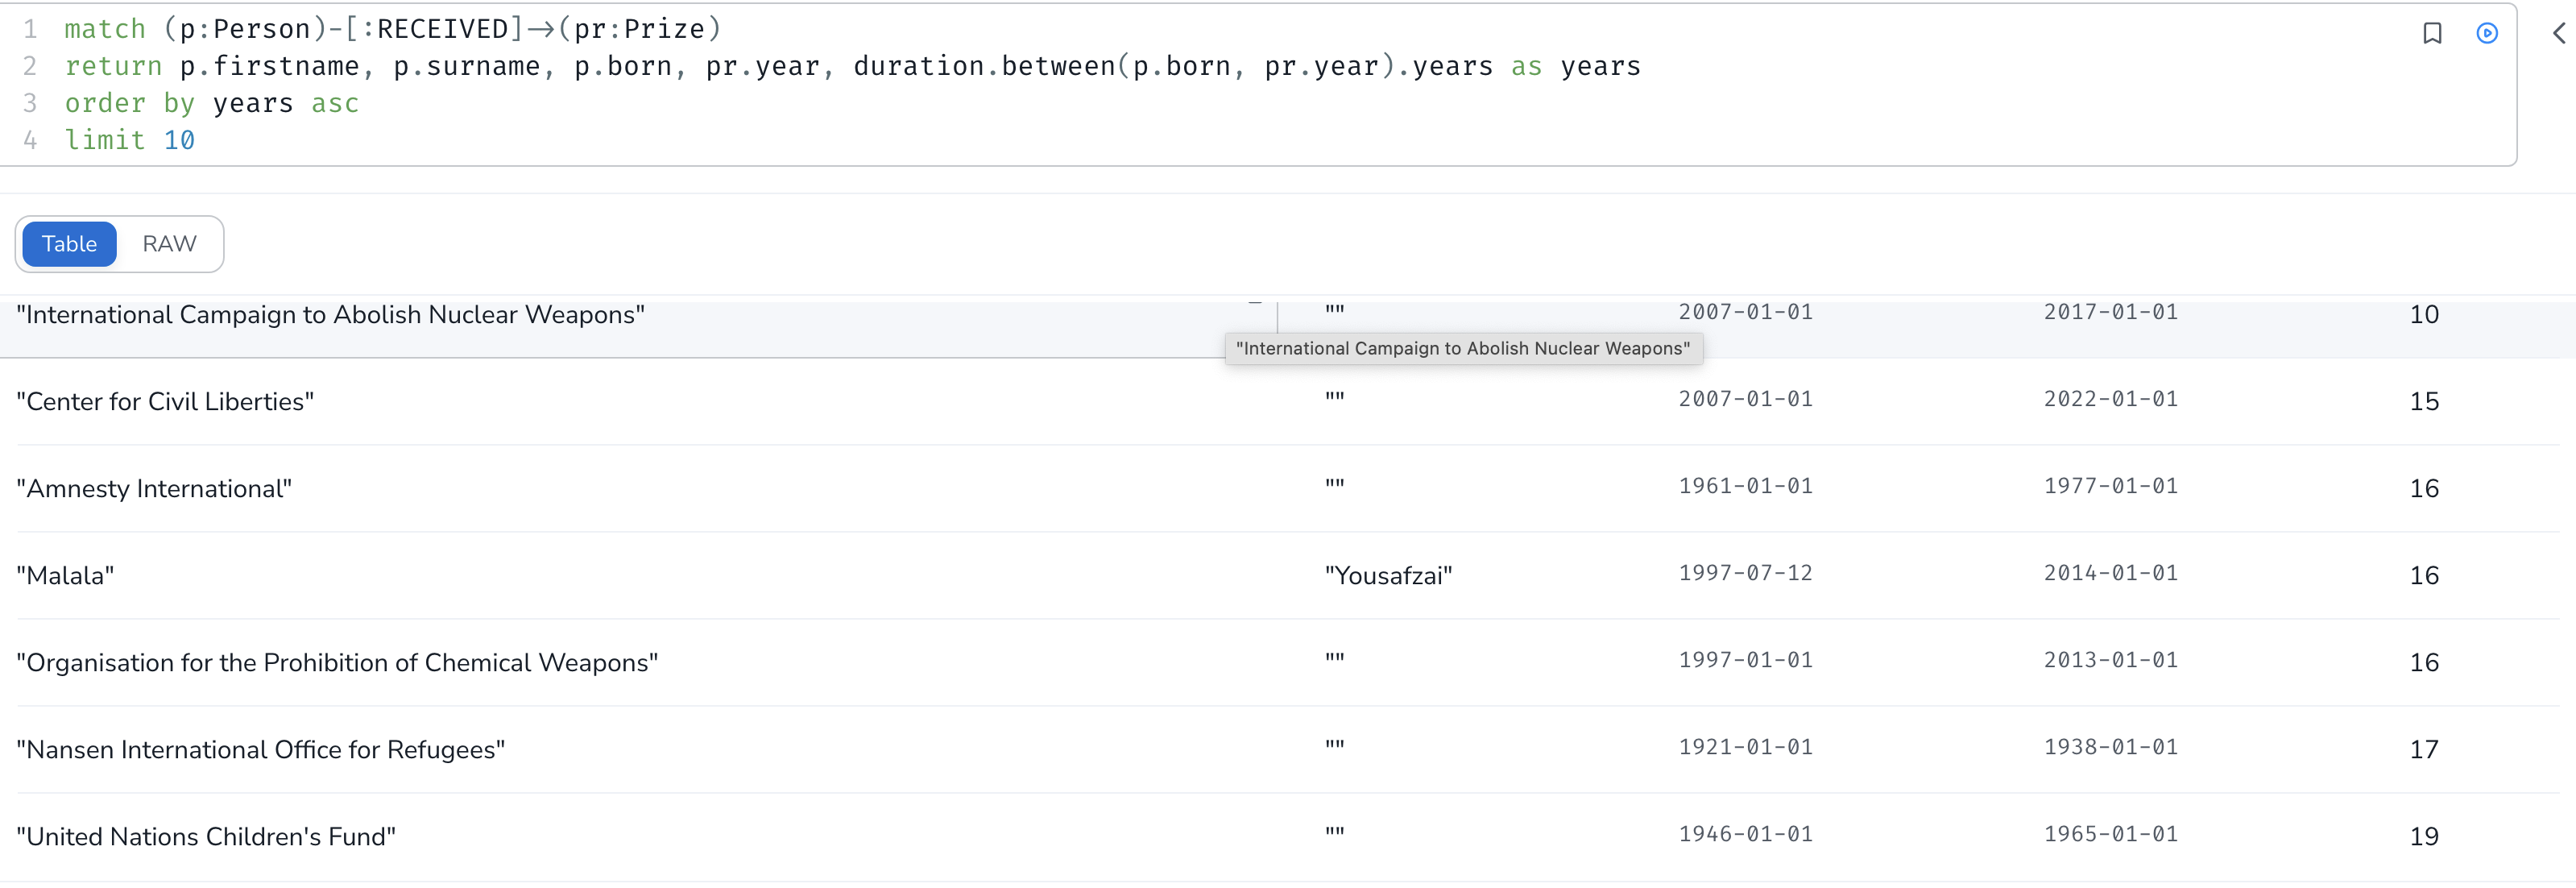 1 match (p:Person)-[:RECEIVED]->(pr:Prize)
2 return p.firstname, p.surname, p.born, pr.year, duration.between(p.born, pr.year).years as years
3 order by years asc
4 limit 10
Table RAW
"International Campaign to Abolish Nuclear Weapons" "" 2007-01-01 2017-01-01 10
"International Campaign to Abolish Nuclear Weapons"
"Center for Civil Liberties" "" 2007-01-01 2022-01-01 15
"Amnesty International" "" 1961-01-01 1977-01-01 16
"Malala" "Yousafzai" 1997-07-12 2014-01-01 16
"Organisation for the Prohibition of Chemical Weapons" "" 1997-01-01 2013-01-01 16
"Nansen International Office for Refugees" "" 1921-01-01 1938-01-01 17
"United Nations Children's Fund" "" 1946-01-01 1965-01-01 19